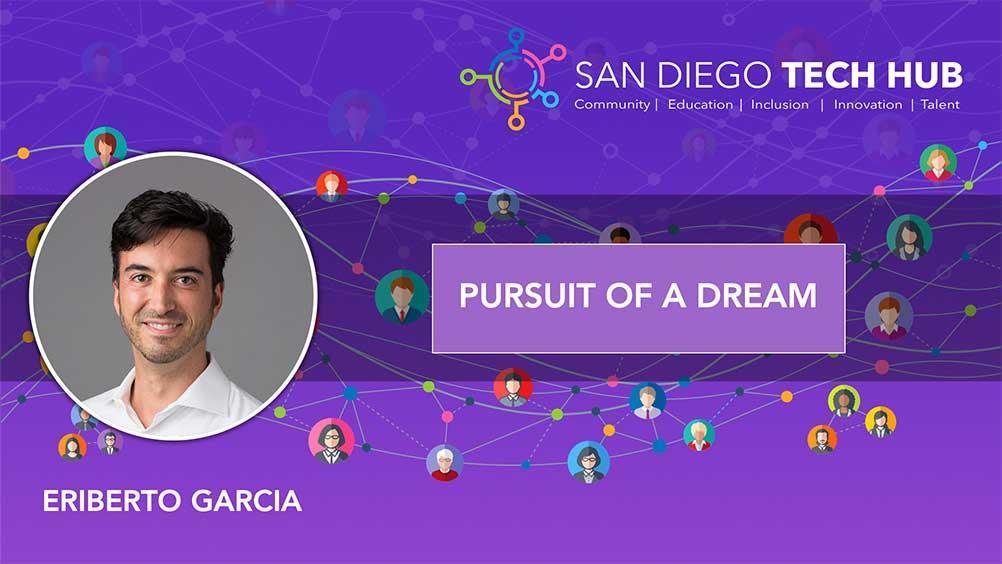 SAN DIEGO TECH HUB
Community | Education | Inclusion | Innovation | Talent
PURSUIT OF A DREAM
ERIBERTO GARCIA